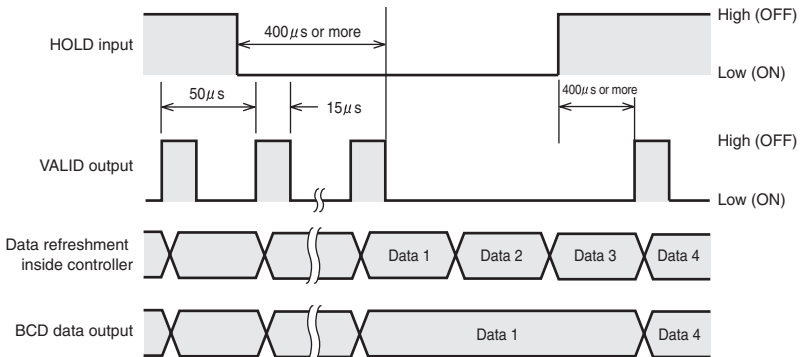 High (OFF)
HOLD input
400μs or more
Low (ON)
50μs
15μs
400μs or more
High (OFF)
VALID output
Low (ON)
Data refreshment
inside controller
Data 1
Data 2
Data 3
Data 4
BCD data output
Data 1
Data 4